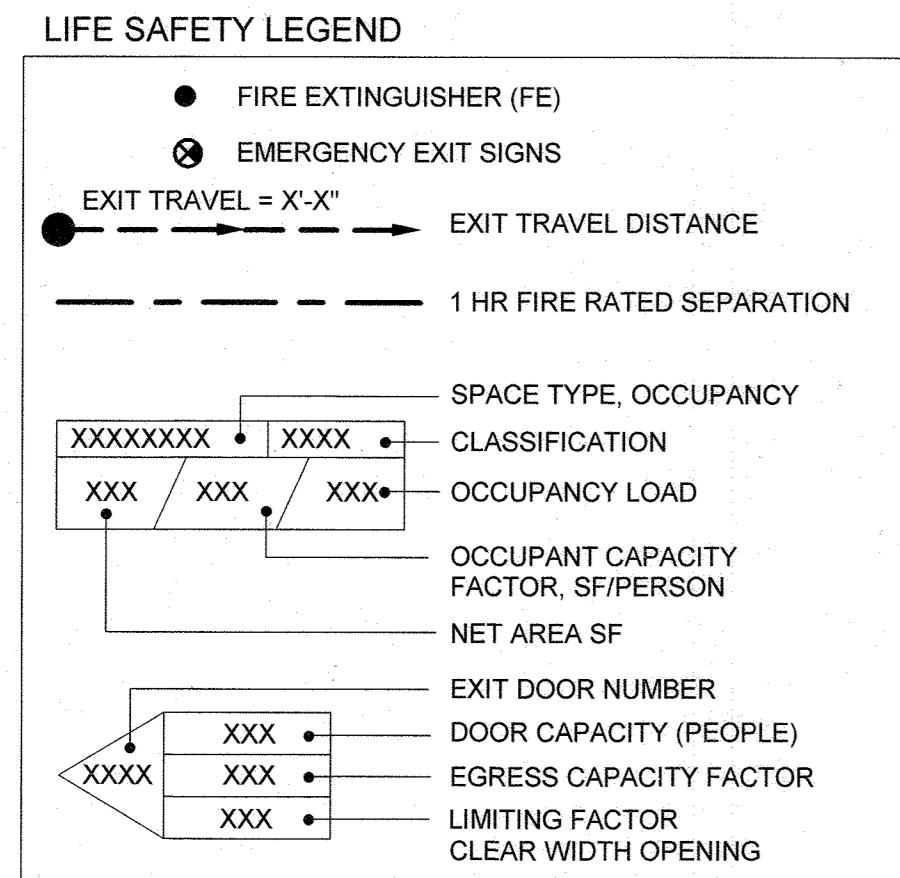 LIFE SAFETY LEGEND
FIRE EXTINGUISHER (FE)
EMERGENCY EXIT SIGNS
EXIT TRAVEL = X'-X"
EXIT TRAVEL DISTANCE
1 HR FIRE RATED SEPARATION
SPACE TYPE, OCCUPANCY
XXXXXXXX XXXX
CLASSIFICATION
XXX XXX XXX
OCCUPANCY LOAD
OCCUPANT CAPACITY
FACTOR, SF/PERSON
NET AREA SF
EXIT DOOR NUMBER
XXX
DOOR CAPACITY (PEOPLE)
XXXX XXX
EGRESS CAPACITY FACTOR
XXX
LIMITING FACTOR
CLEAR WIDTH OPENING